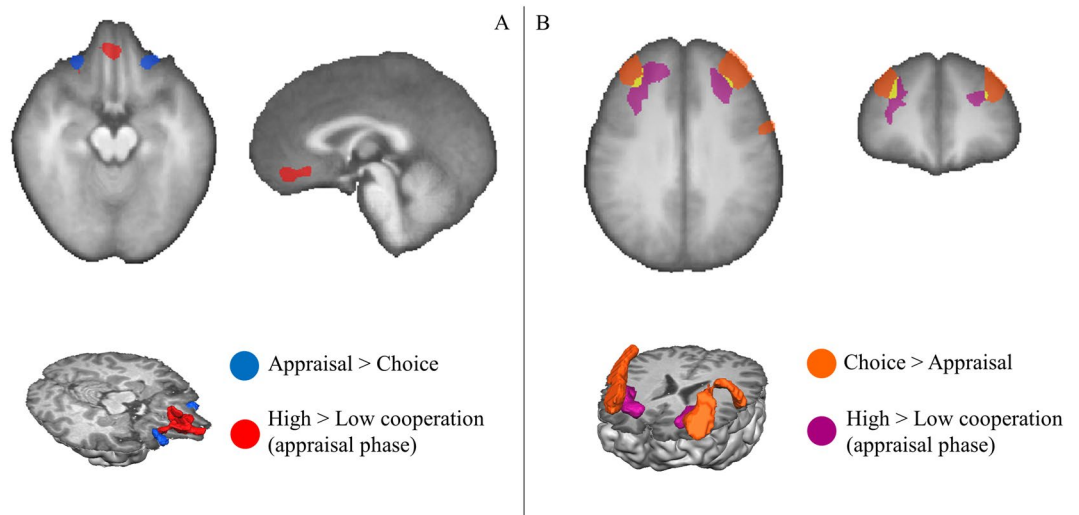 A
B
Appraisal > Choice
High > Low cooperation
(appraisal phase)
Choice > Appraisal
High > Low cooperation
(appraisal phase)